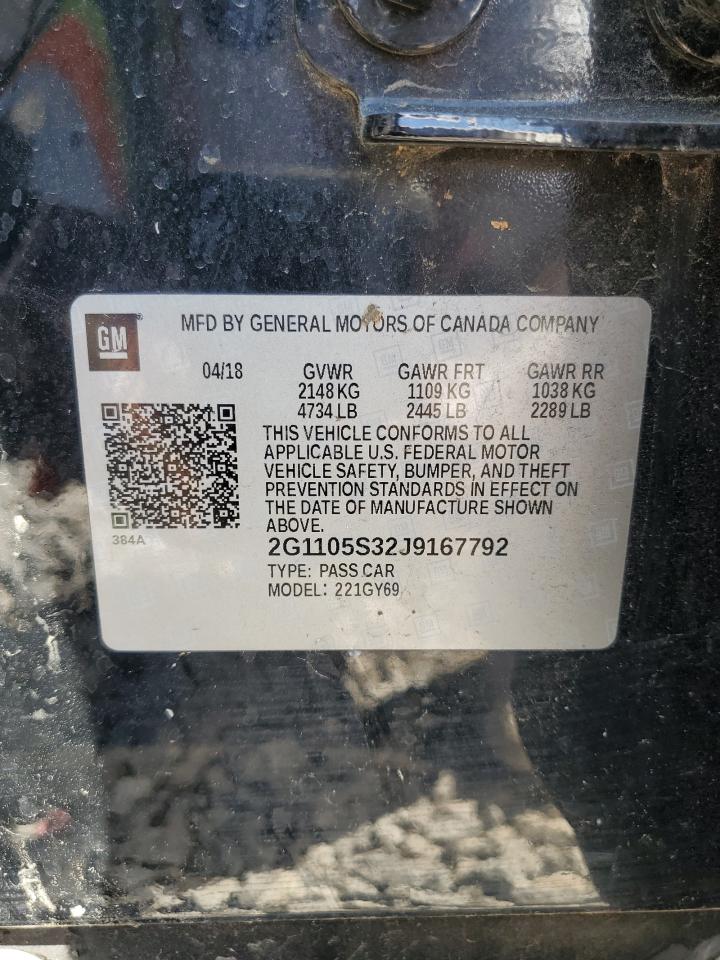 GM
MFD BY GENERAL MOTORS OF CANADA COMPANY
04/18 GVWR GAWR FRT GAWR RR
2148 KG 1109 KG 1038 KG
4734 LB 2445 LB 2289 LB
THIS VEHICLE CONFORMS TO ALL
APPLICABLE U.S. FEDERAL MOTOR
VEHICLE SAFETY, BUMPER, AND THEFT
PREVENTION STANDARDS IN EFFECT ON
THE DATE OF MANUFACTURE SHOWN
ABOVE.
384A
2G1105S32J9167792
TYPE: PASS CAR
MODEL: 221GY69